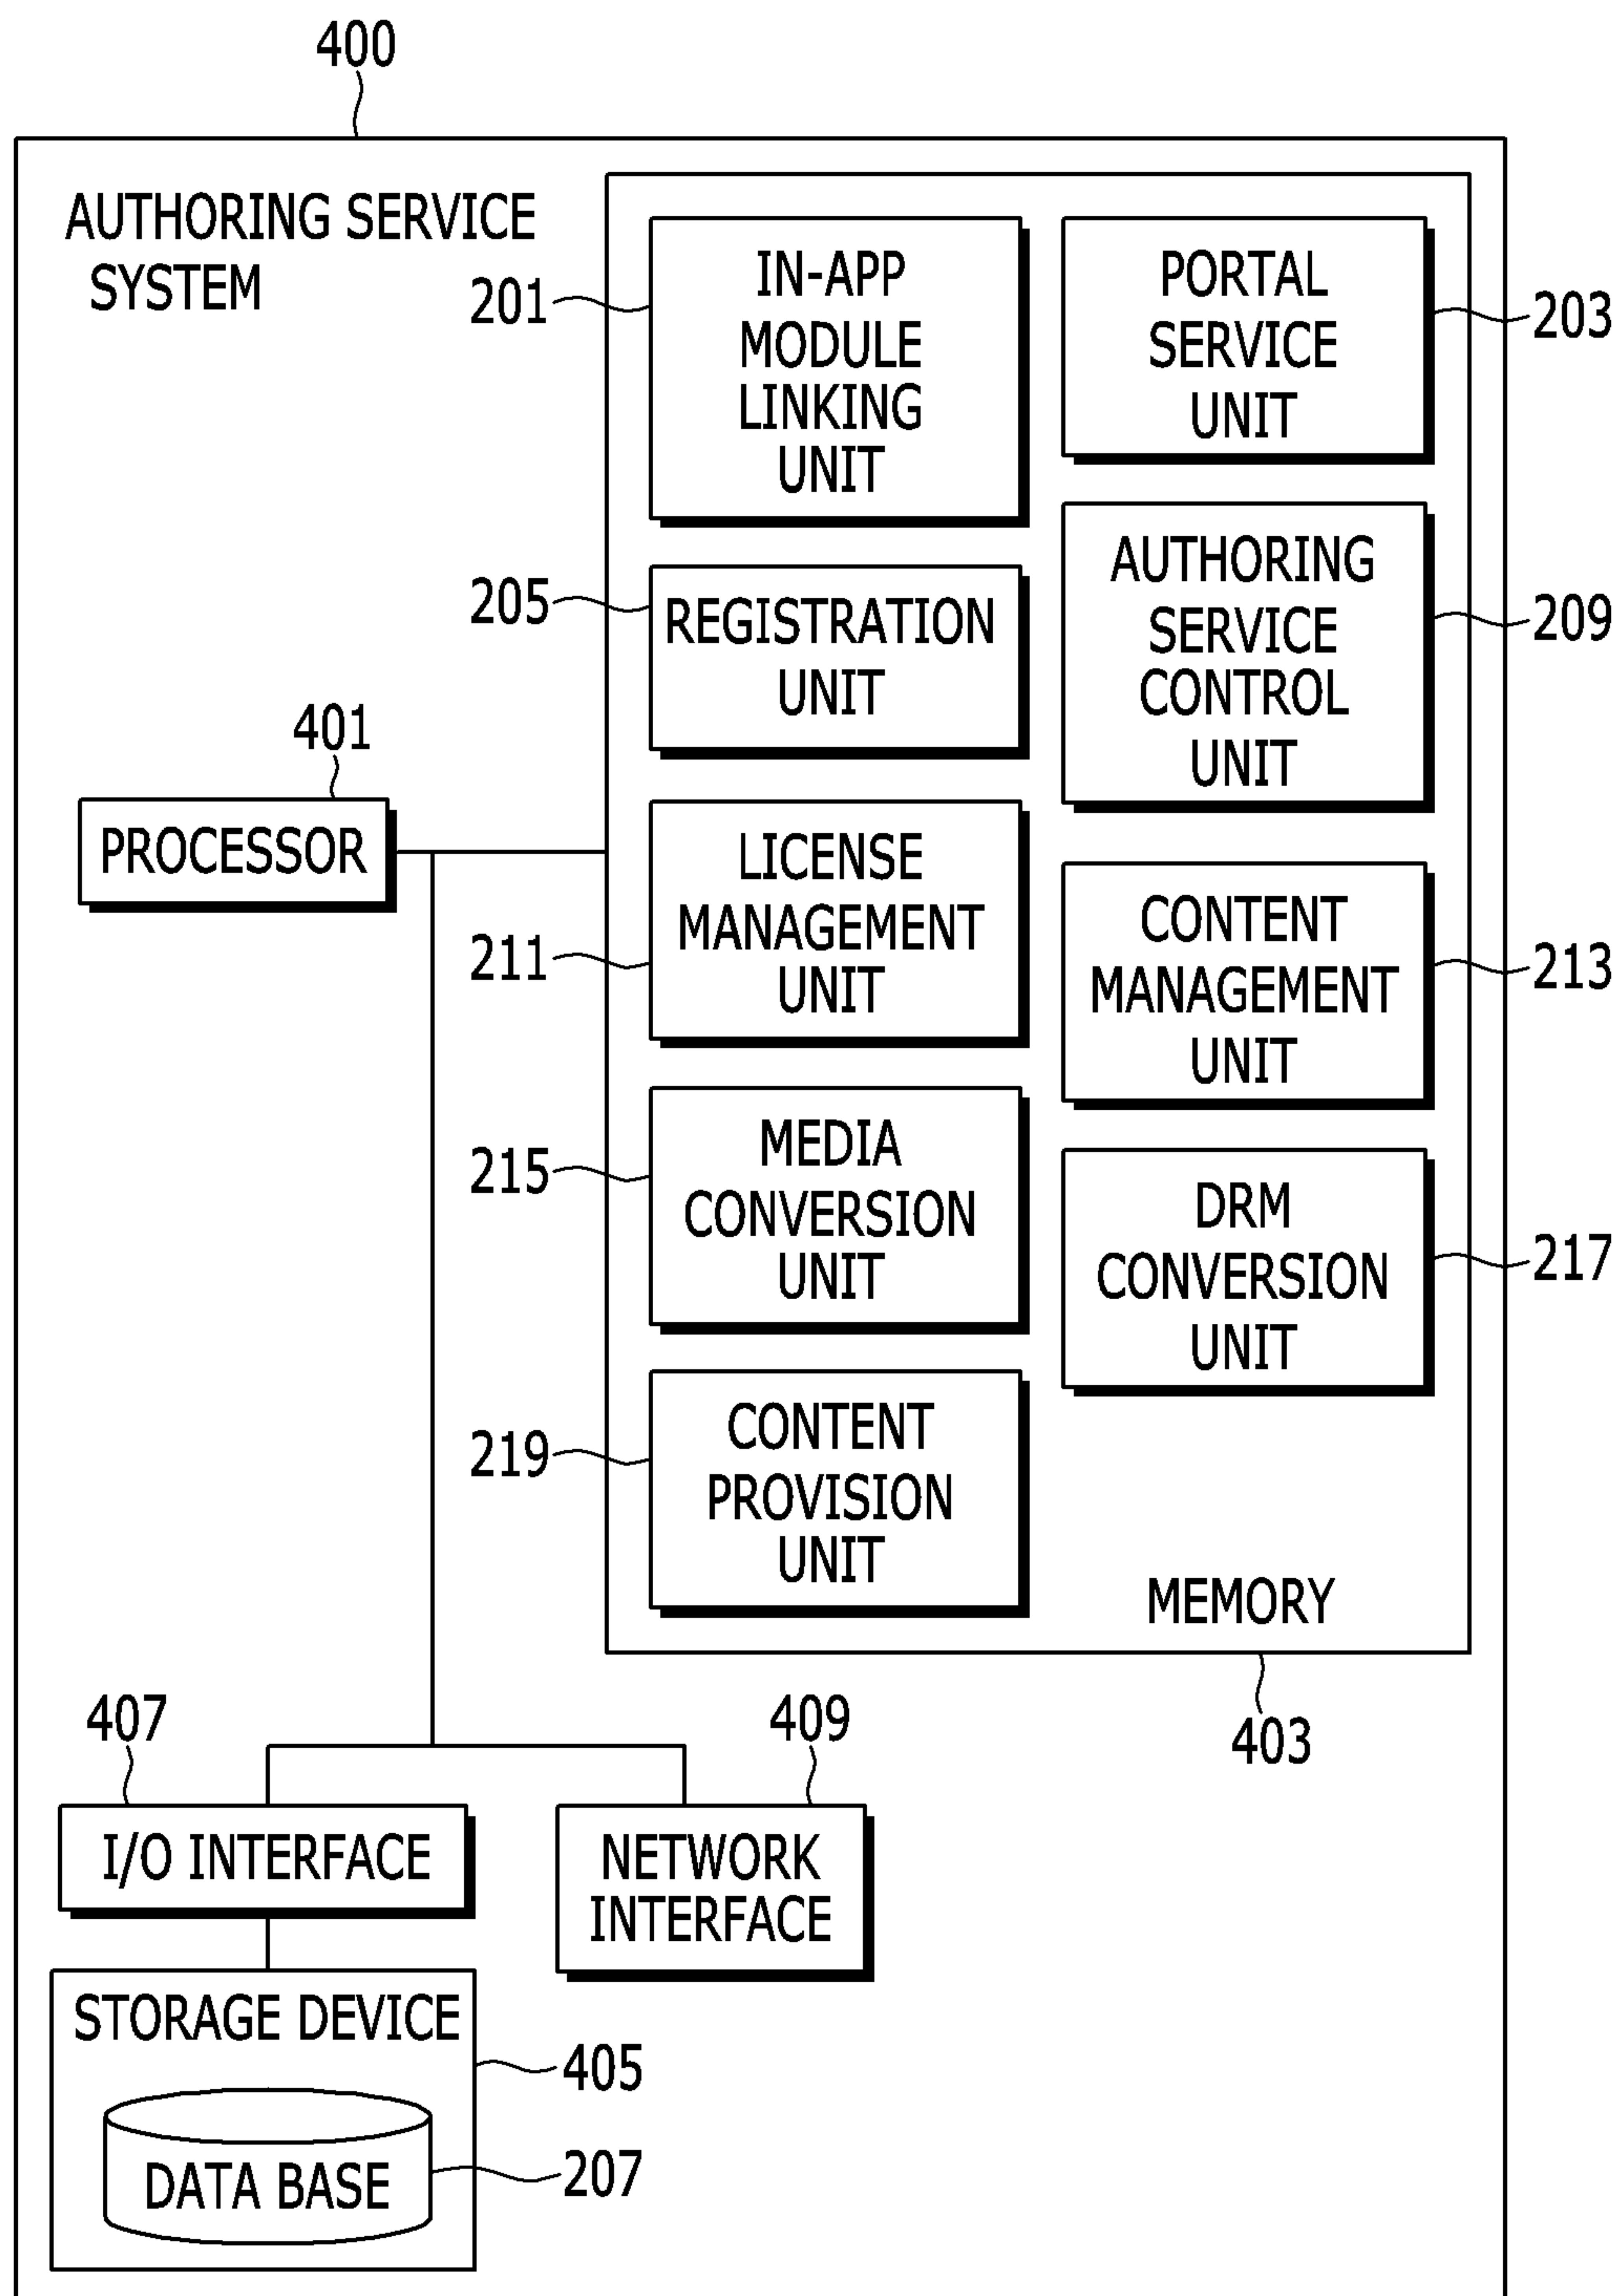 400
AUTHORING SERVICE
SYSTEM
201
IN-APP
MODULE
LINKING
UNIT
PORTAL
SERVICE
UNIT
203
205
REGISTRATION
UNIT
AUTHORING
SERVICE
CONTROL
UNIT
209
401
PROCESSOR
211
LICENSE
MANAGEMENT
UNIT
CONTENT
MANAGEMENT
UNIT
213
215
MEDIA
CONVERSION
UNIT
DRM
CONVERSION
UNIT
217
219
CONTENT
PROVISION
UNIT
MEMORY
403
407
I/O INTERFACE
409
NETWORK
INTERFACE
STORAGE DEVICE
405
DATA BASE
207